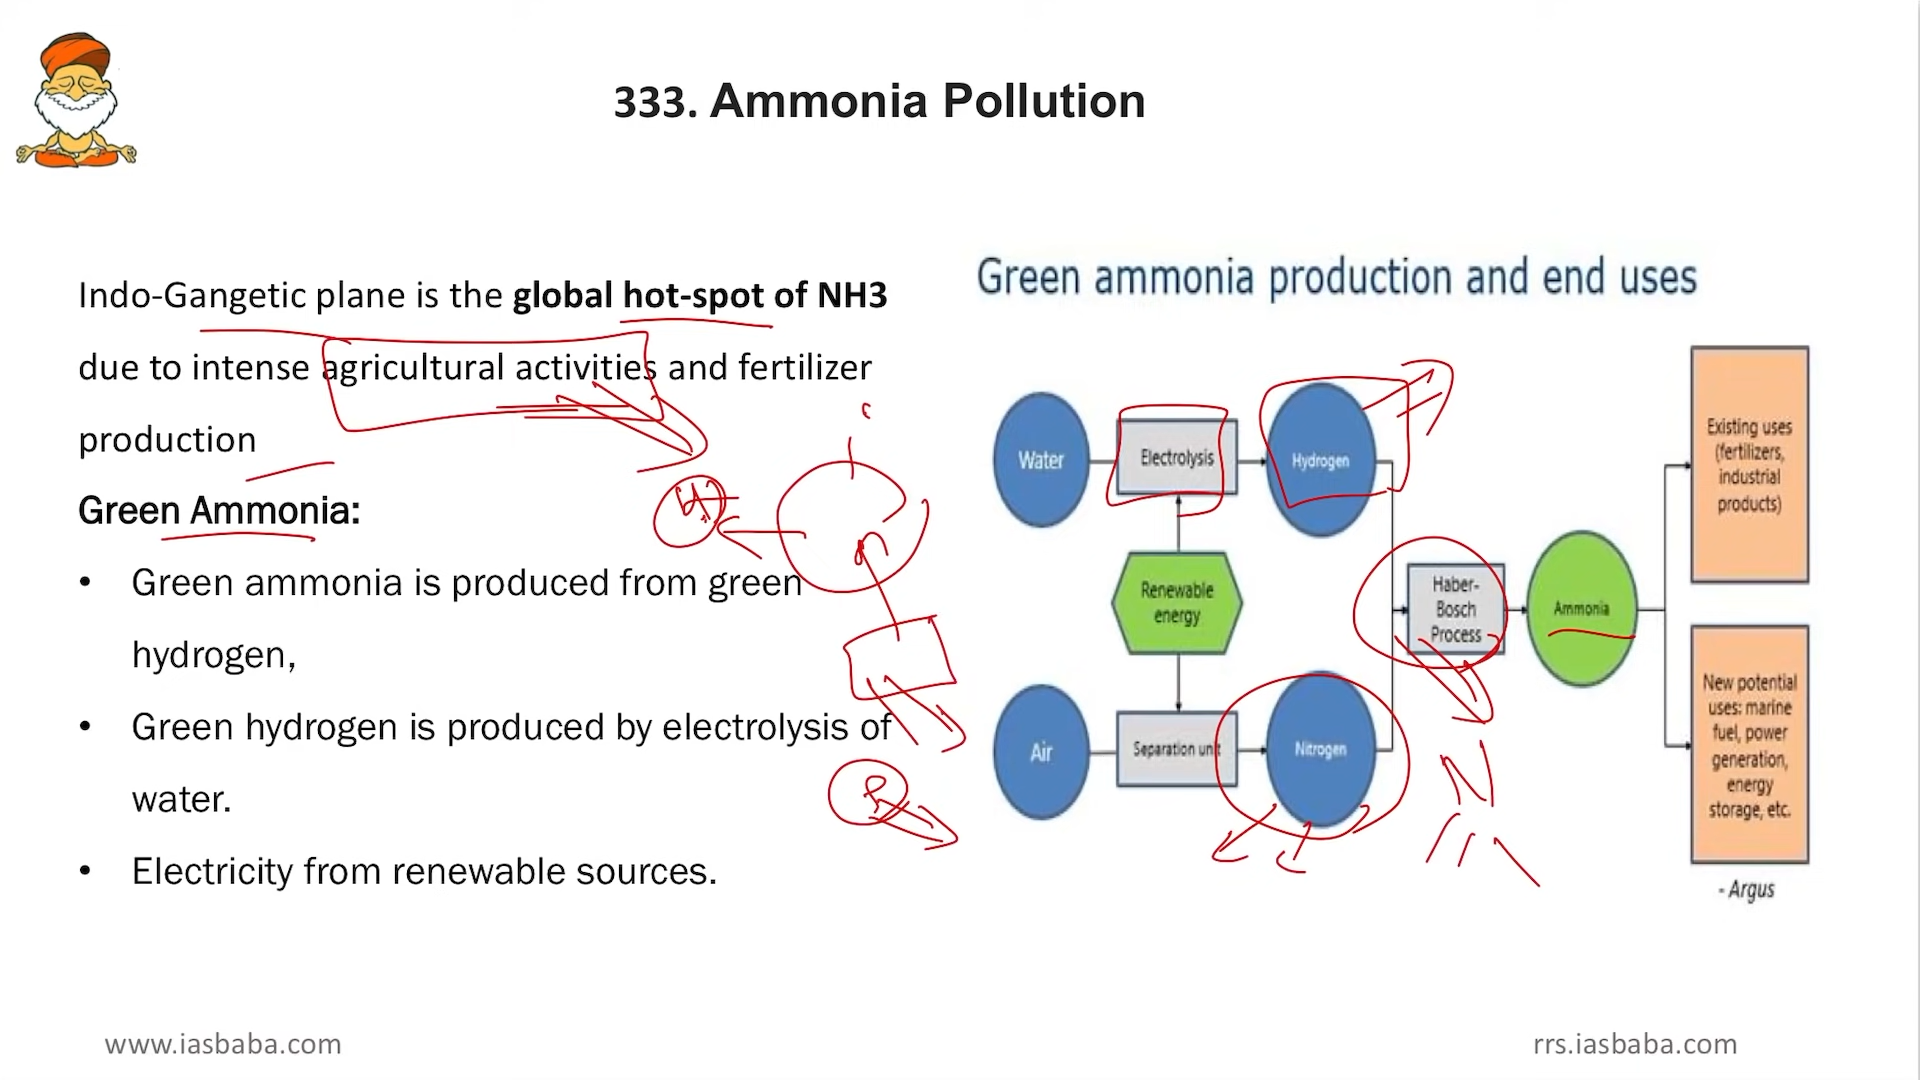 333. Ammonia Pollution
Indo-Gangetic plane is the global hot-spot of NH3
due to intense agricultural activities and fertilizer
production
Green Ammonia:
• Green ammonia is produced from green
hydrogen,
• Green hydrogen is produced by electrolysis of
water.
• Electricity from renewable sources.
Green ammonia production and end uses
Water
Electrolysis
Hydrogen
Renewable
energy
Air
Separation unit
Nitrogen
Haber-
Bosch
Process
Ammonia
Existing uses
(fertilizers,
industrial
products)
New potential
uses: marine
fuel, power
generation,
energy
storage, etc.
- Argus
N
www.iasbaba.com
rrs.iasbaba.com